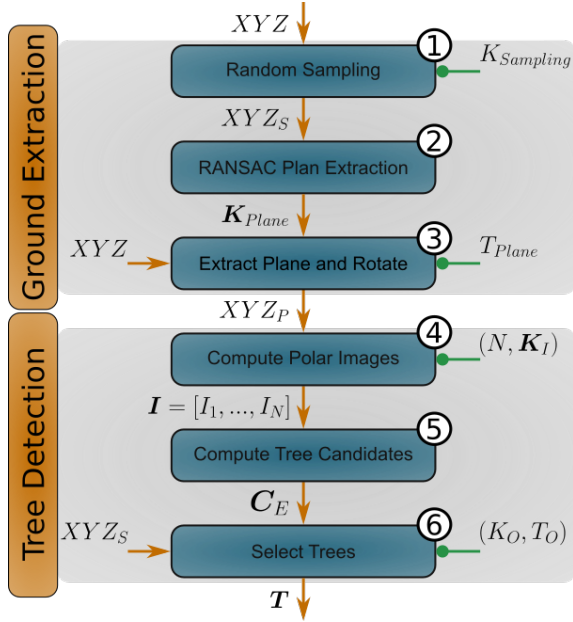 XYZ
1
Random Sampling
K_Sampling
XYZ_S
2
RANSAC Plan Extraction
K_Plane
3
XYZ
Extract Plane and Rotate
T_Plane
XYZ_P
Ground Extraction
4
Compute Polar Images
(N, K_I)
I = [I_1, ..., I_N]
5
Compute Tree Candidates
C_E
6
XYZ_S
Select Trees
(K_O, T_O)
T
Tree Detection